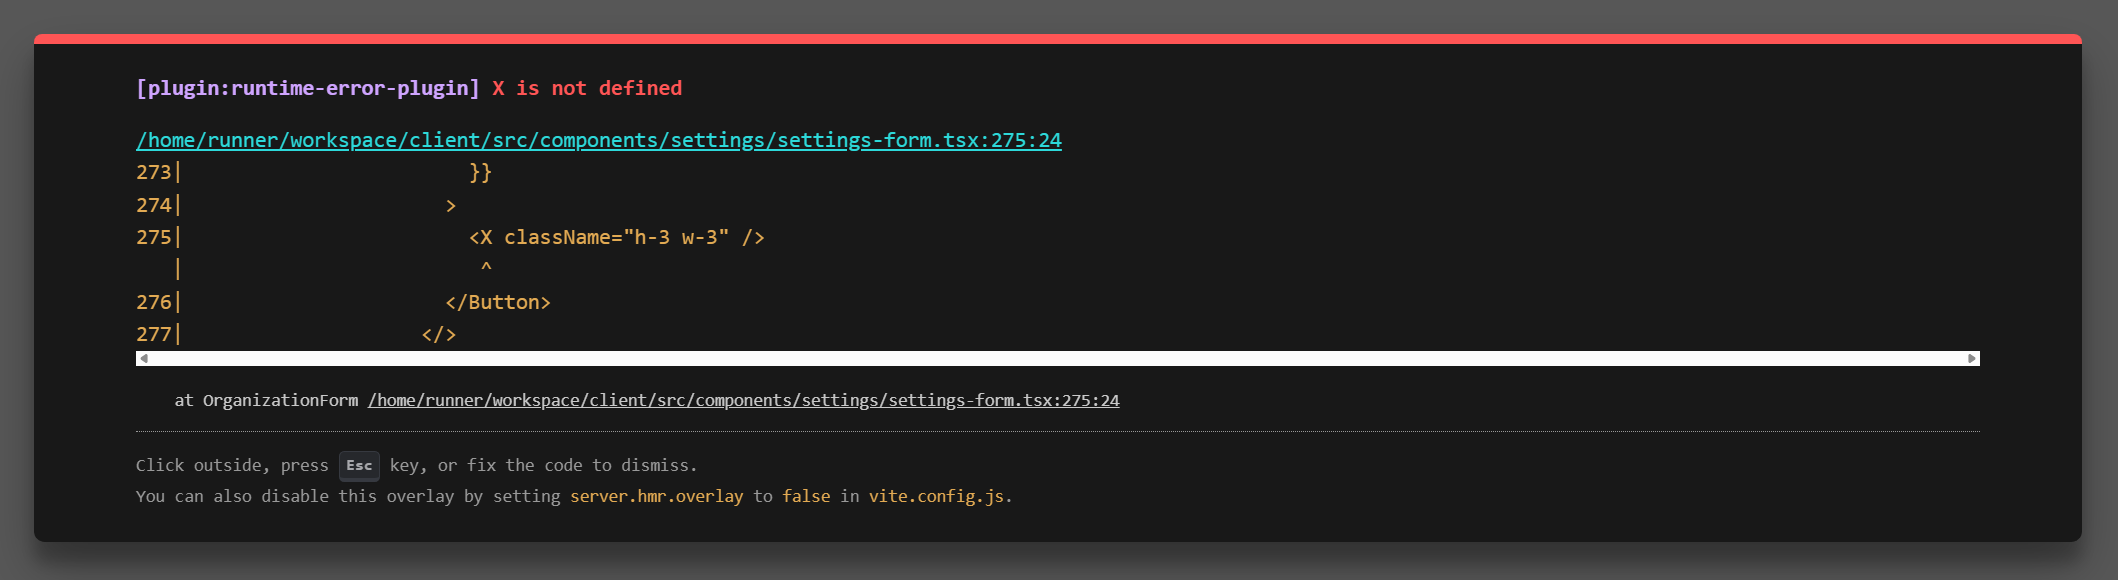 [plugin:runtime-error-plugin] X is not defined
/home/runner/workspace/client/src/components/settings/settings-form.tsx:275:24
273|                        }}
274|                      >
275|                        <X className="h-3 w-3" />
   |                         ^
276|                      </Button>
277|                    </>
at OrganizationForm /home/runner/workspace/client/src/components/settings/settings-form.tsx:275:24
Click outside, press Esc key, or fix the code to dismiss.
You can also disable this overlay by setting server.hmr.overlay to false in vite.config.js.